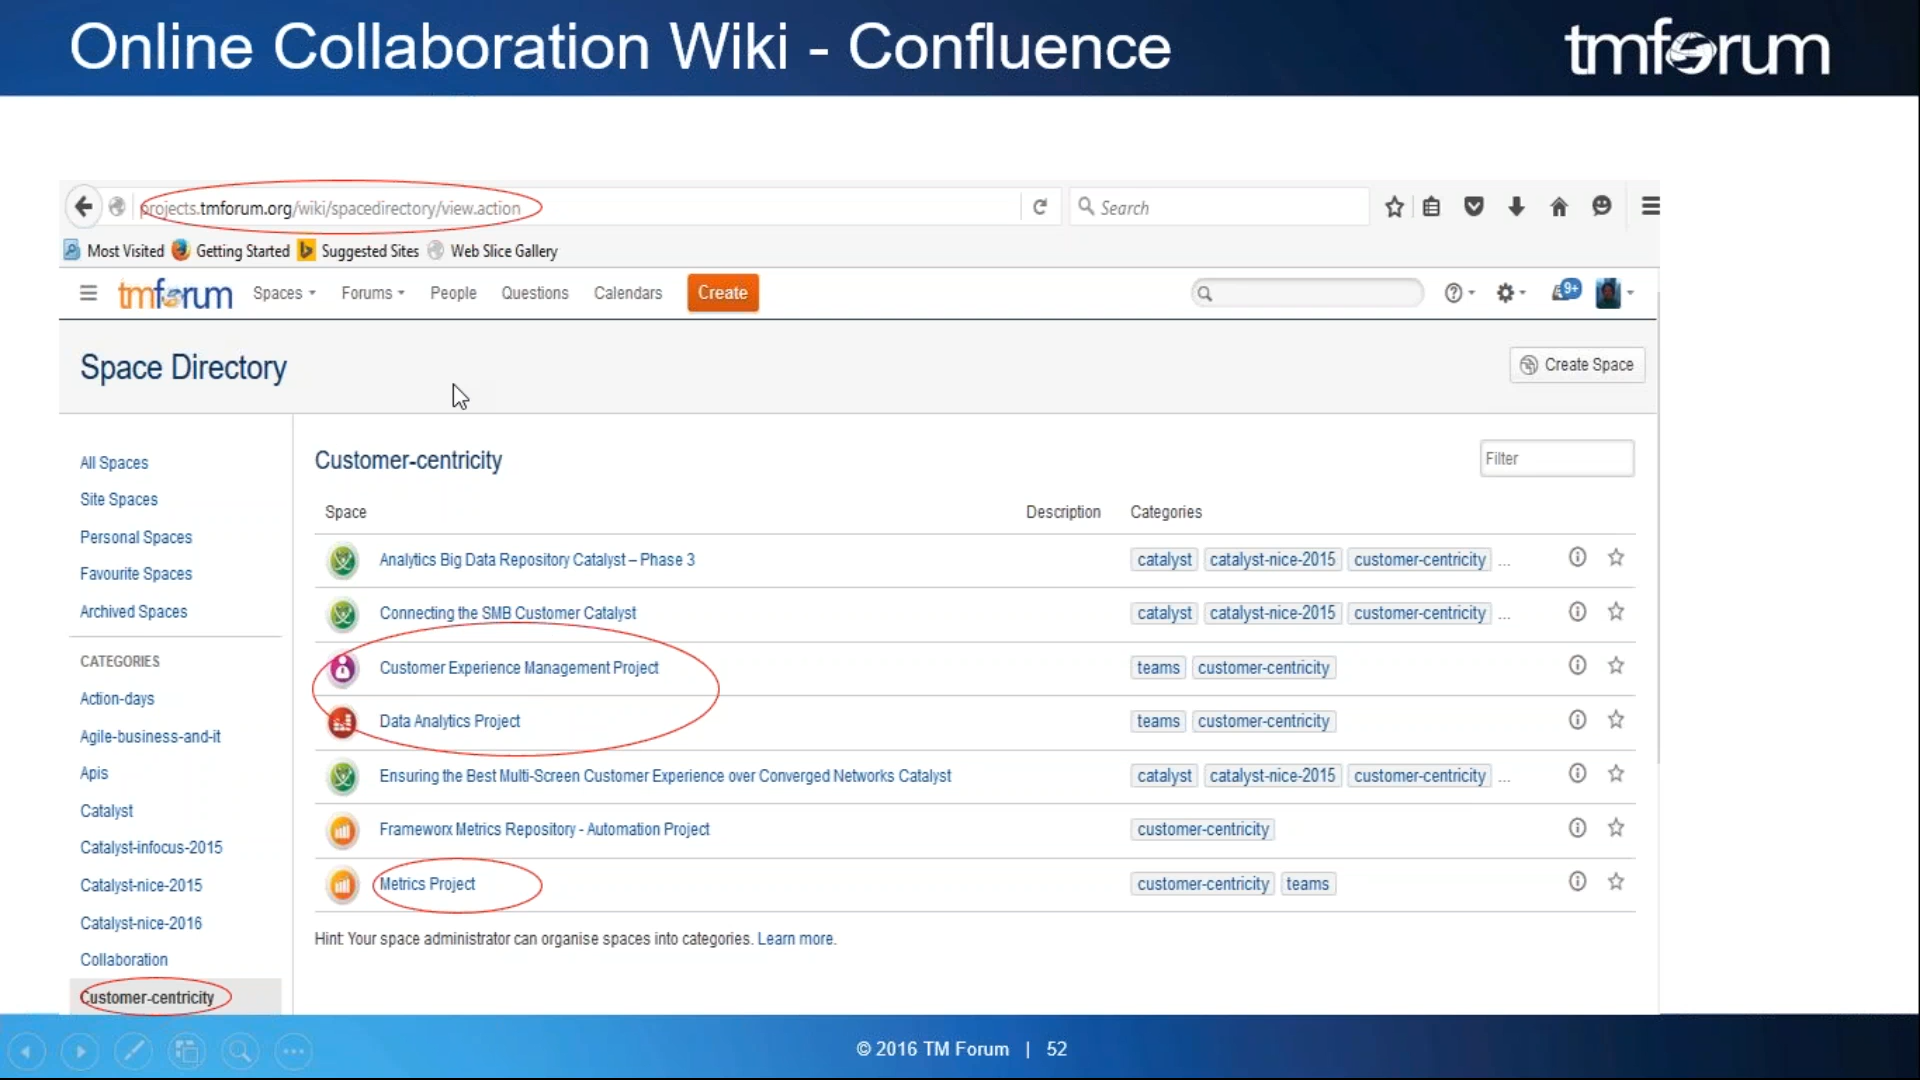 Online Collaboration Wiki - Confluence
tmforum
projects.tmforum.org/wiki/spacedirectory/view.action
Search
Most Visited Getting Started Suggested Sites Web Slice Gallery
tmforum Spaces Forums People Questions Calendars Create
9+
Space Directory
Create Space
All Spaces
Site Spaces
Personal Spaces
Favourite Spaces
Archived Spaces
CATEGORIES
Action-days
Agile-business-and-it
Apis
Catalyst
Catalyst-infocus-2015
Catalyst-nice-2015
Catalyst-nice-2016
Collaboration
Customer-centricity
Customer-centricity
Filter
Space Description Categories
Analytics Big Data Repository Catalyst – Phase 3 catalyst catalyst-nice-2015 customer-centricity ...
Connecting the SMB Customer Catalyst catalyst catalyst-nice-2015 customer-centricity ...
Customer Experience Management Project teams customer-centricity
Data Analytics Project teams customer-centricity
Ensuring the Best Multi-Screen Customer Experience over Converged Networks Catalyst catalyst catalyst-nice-2015 customer-centricity ...
Frameworx Metrics Repository - Automation Project customer-centricity
Metrics Project customer-centricity teams
Hint: Your space administrator can organise spaces into categories. Learn more.
© 2016 TM Forum | 52